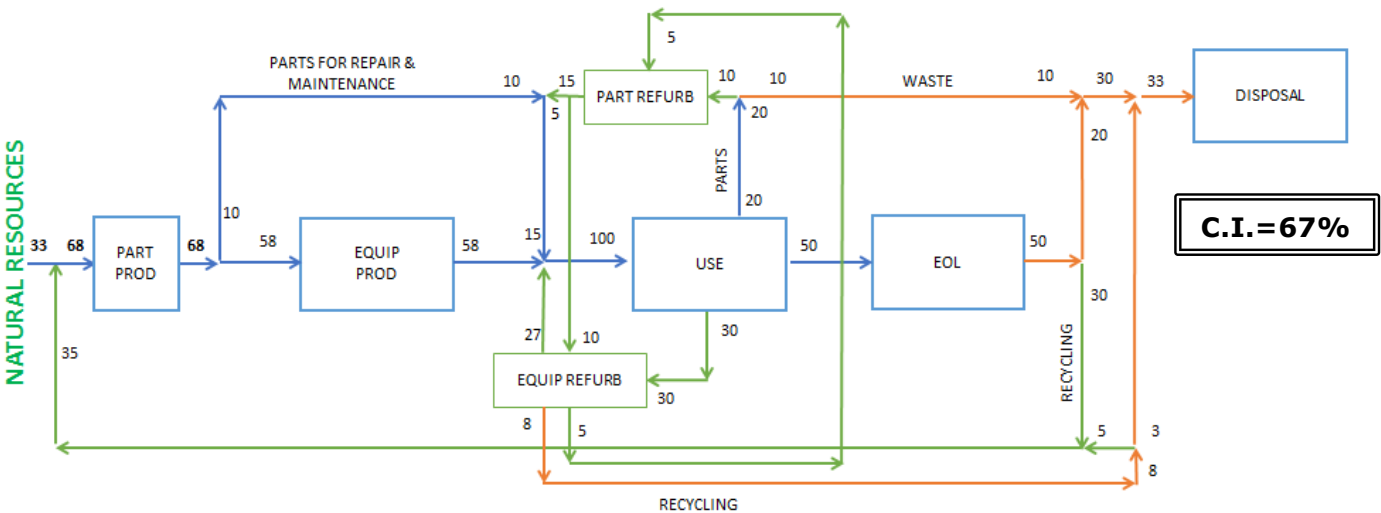 5
PARTS FOR REPAIR &
MAINTENANCE
10
15
PART REFURB
10
10
WASTE
10
30
33
DISPOSAL
5
20
20
NATURAL RESOURCES
PARTS
10
20
C.I.=67%
33
68
PART
PROD
68
58
EQUIP
PROD
58
15
100
USE
50
EOL
50
30
35
27
10
30
RECYCLING
EQUIP REFURB
30
8
5
5
3
8
RECYCLING